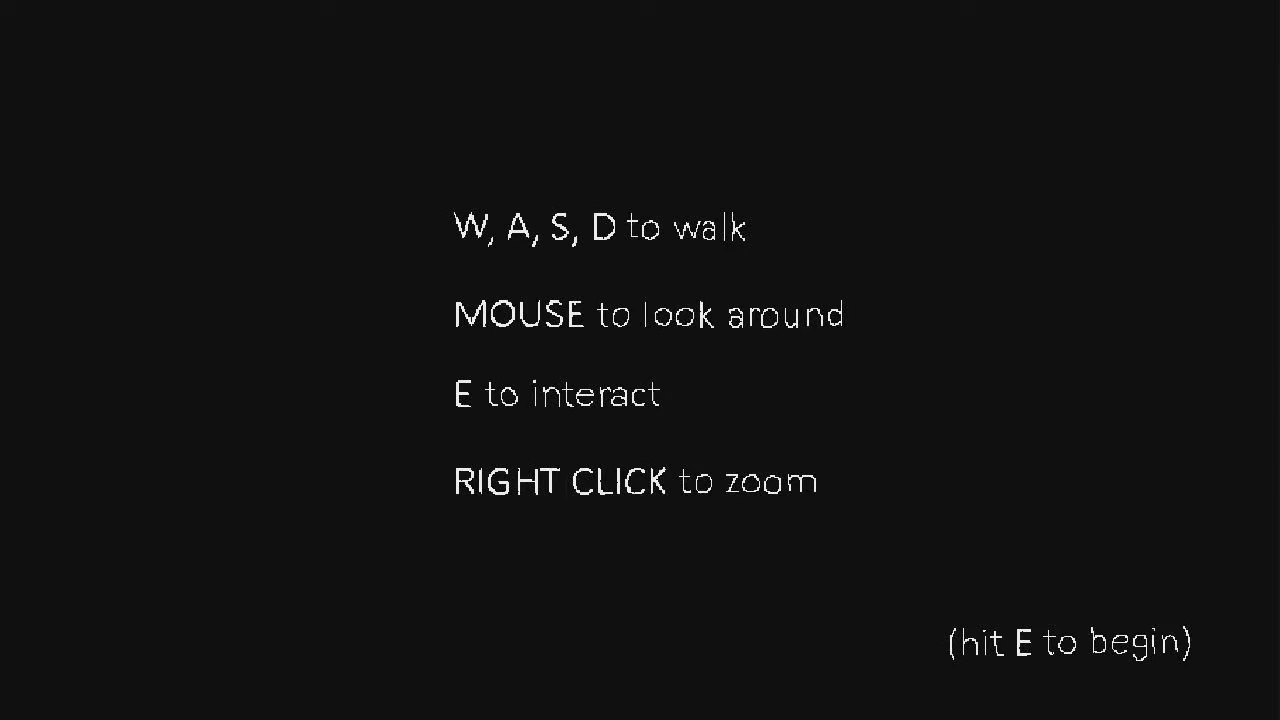 W, A, S, D to walk
MOUSE to look around
E to interact
RIGHT CLICK to zoom
(hit E to begin)